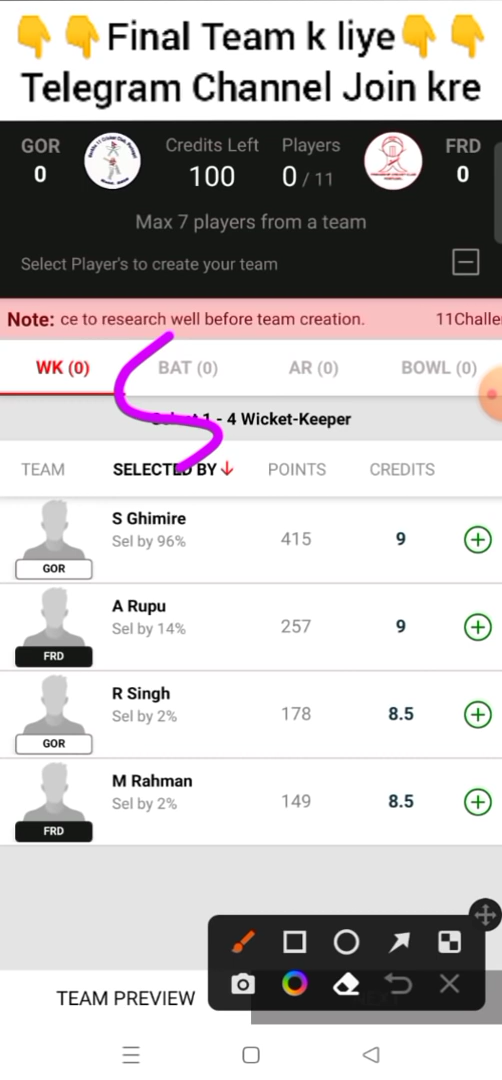 👇👇Final Team k liye👇👇
Telegram Channel Join kre
GOR
0
Credits Left
100
Players
0 / 11
FRD
0
Max 7 players from a team
Select Player's to create your team
Note: ce to research well before team creation. 11Challe
WK (0) BAT (0) AR (0) BOWL (0)
Select 1 - 4 Wicket-Keeper
TEAM SELECTED BY↓ POINTS CREDITS
S Ghimire
Sel by 96% 415 9
GOR
A Rupu
Sel by 14% 257 9
FRD
R Singh
Sel by 2% 178 8.5
GOR
M Rahman
Sel by 2% 149 8.5
FRD
TEAM PREVIEW